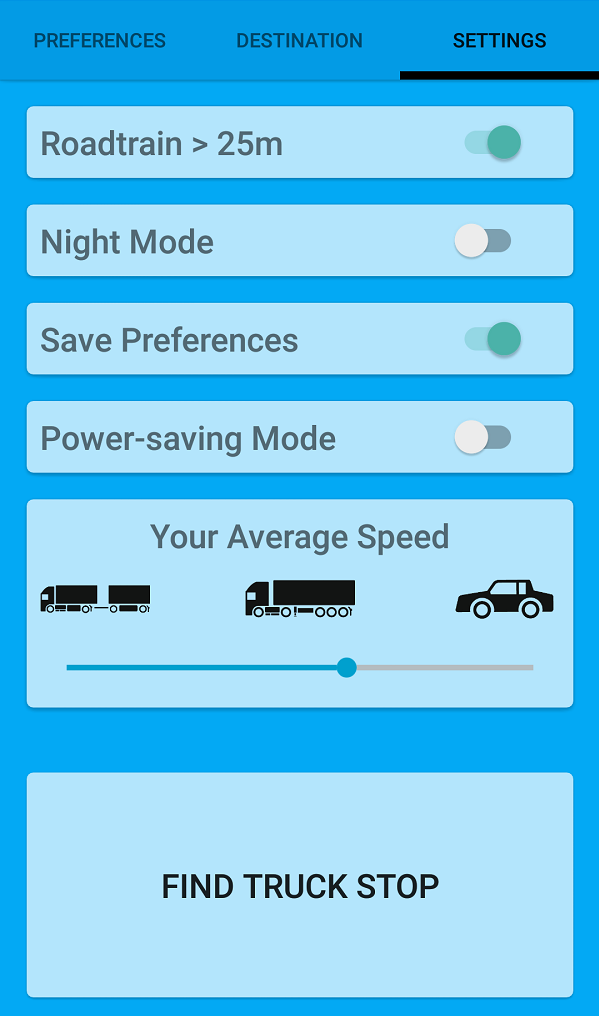 PREFERENCES DESTINATION SETTINGS
Roadtrain > 25m
Night Mode
Save Preferences
Power-saving Mode
Your Average Speed
FIND TRUCK STOP